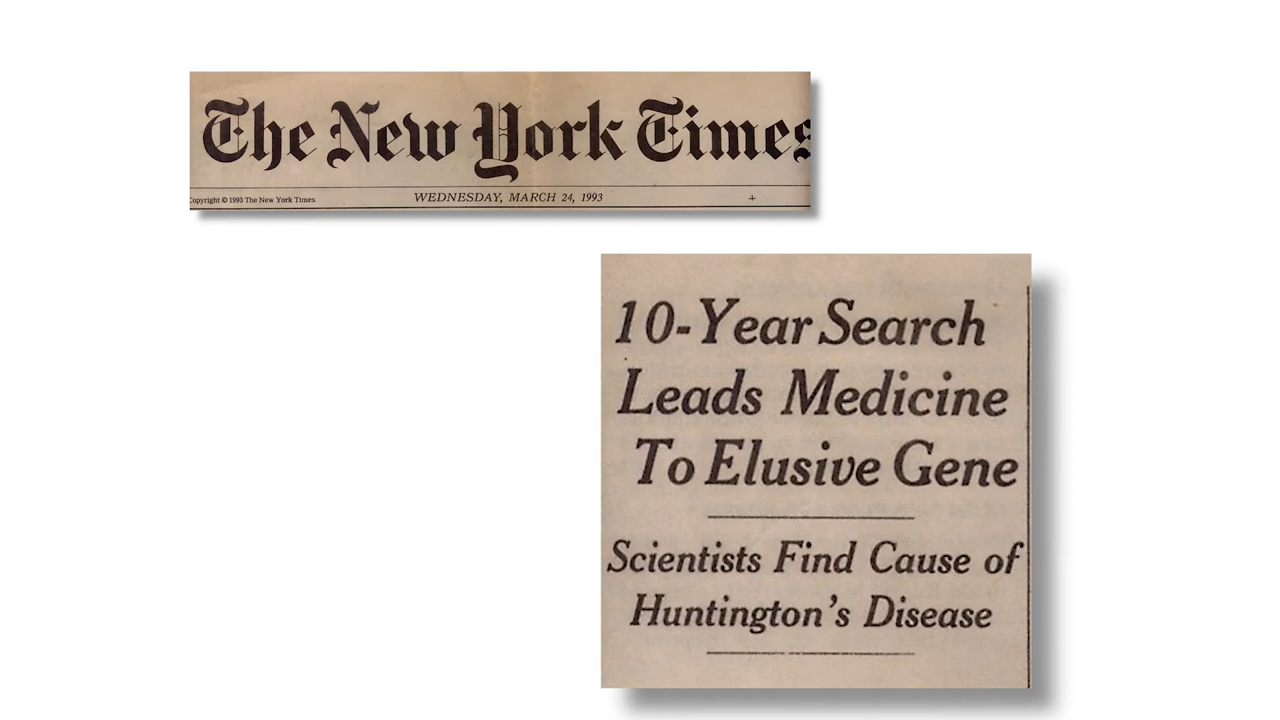 The New York Times
Copyright © 1993 The New York Times
WEDNESDAY, MARCH 24, 1993
+
10-Year Search
Leads Medicine
To Elusive Gene
Scientists Find Cause of
Huntington's Disease